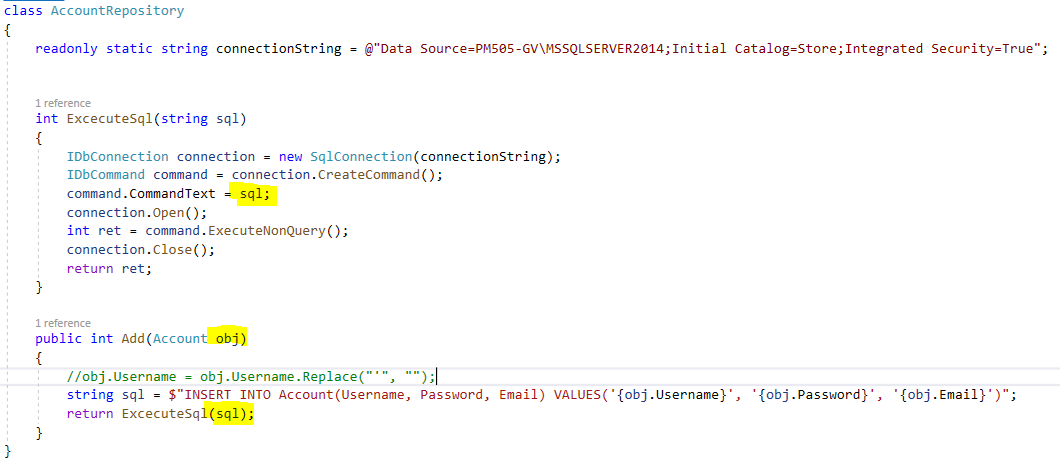 class AccountRepository
{
readonly static string connectionString = @"Data Source=PM505-GV\MSSQLSERVER2014;Initial Catalog=Store;Integrated Security=True";
1 reference
int ExcecuteSql(string sql)
{
IDbConnection connection = new SqlConnection(connectionString);
IDbCommand command = connection.CreateCommand();
command.CommandText = sql;
connection.Open();
int ret = command.ExecuteNonQuery();
connection.Close();
return ret;
}
1 reference
public int Add(Account obj)
{
//obj.Username = obj.Username.Replace("'", "");
string sql = $"INSERT INTO Account(Username, Password, Email) VALUES('{obj.Username}', '{obj.Password}', '{obj.Email}')";
return ExcecuteSql(sql);
}
}